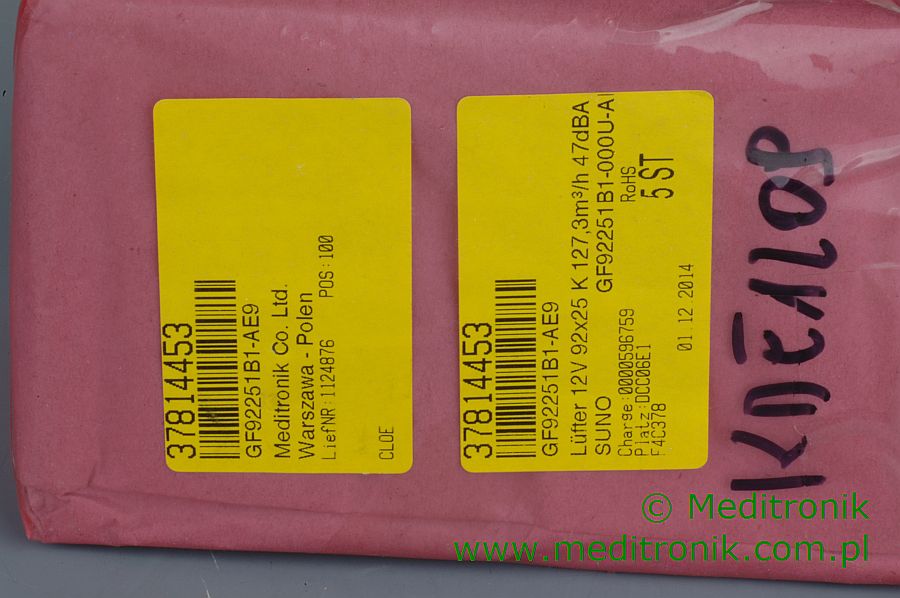 37814453
GF92251B1-AE9
Meditronik Co. Ltd.
Warszawa - Polen
LiefNR:1124876 POS:100
CLOE
37814453
GF92251B1-AE9
Lüfter 12V 92x25 K 127,3m³/h 47dBA
SUNO GF92251B1-000U-A
Charge:0000596759 RoHS
Platz:DCC06E1 5 ST
F4C378
01.12.2014
© Meditronik
www.meditronik.com.pl